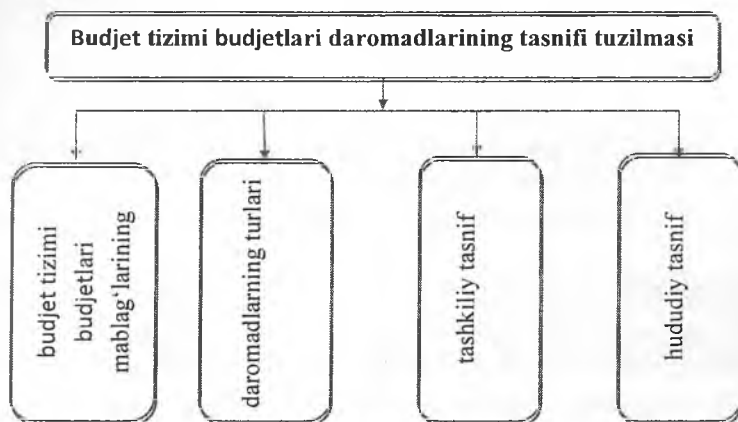 Budjet tizimi budjetlari daromadlarining tasnifi tuzilmasi
budjet tizimi
budjetlari
mablag‘larining
daromadlarning turlari
tashkiliy tasnif
hududiy tasnif